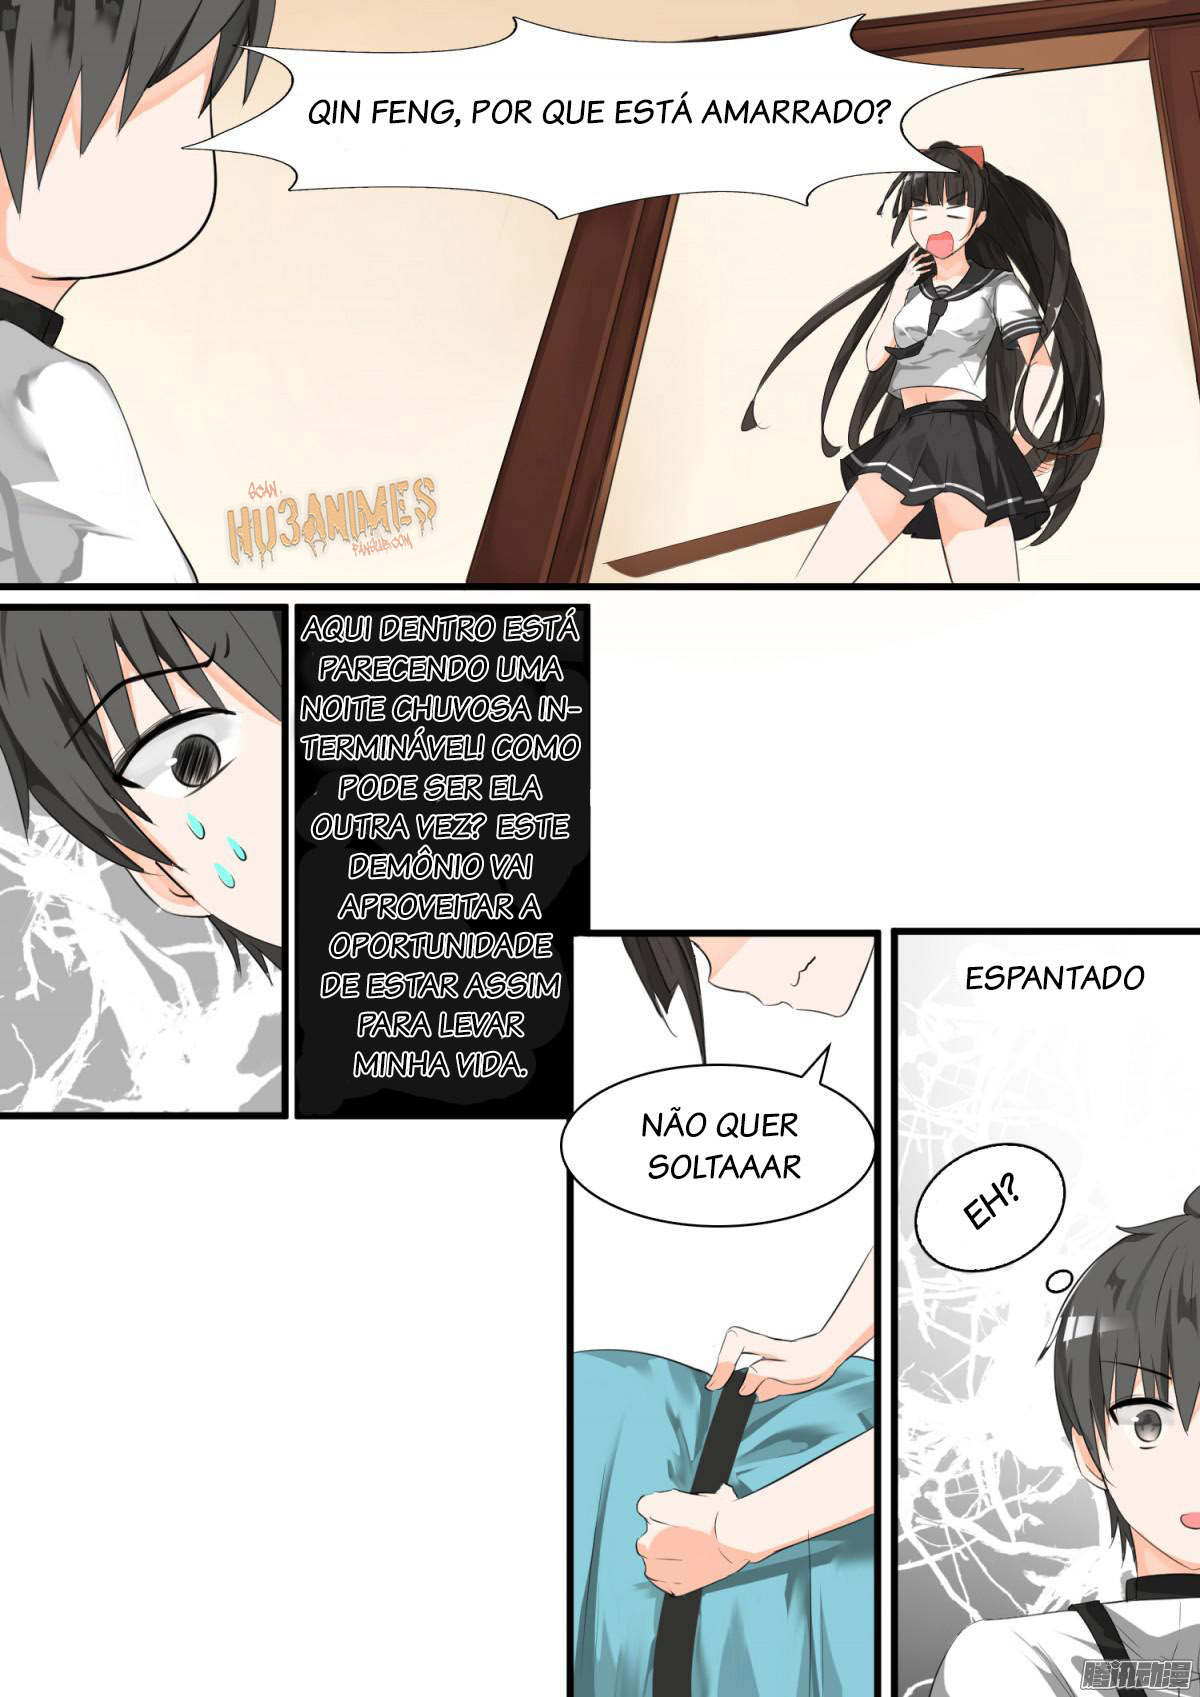 QIN FENG, POR QUE ESTÁ AMARRADO?
SCAN.
HU3ANIMES
FANSUB.COM
AQUI DENTRO ESTÁ
PARECENDO UMA
NOITE CHUVOSA IN-
TERMINÁVEL! COMO
PODE SER ELA
OUTRA VEZ? ESTE
DEMÔNIO VAI
APROVEITAR A
OPORTUNIDADE
DE ESTAR ASSIM
PARA LEVAR
MINHA VIDA.
NÃO QUER
SOLTAAAR
ESPANTADO
EH?
腾讯动漫